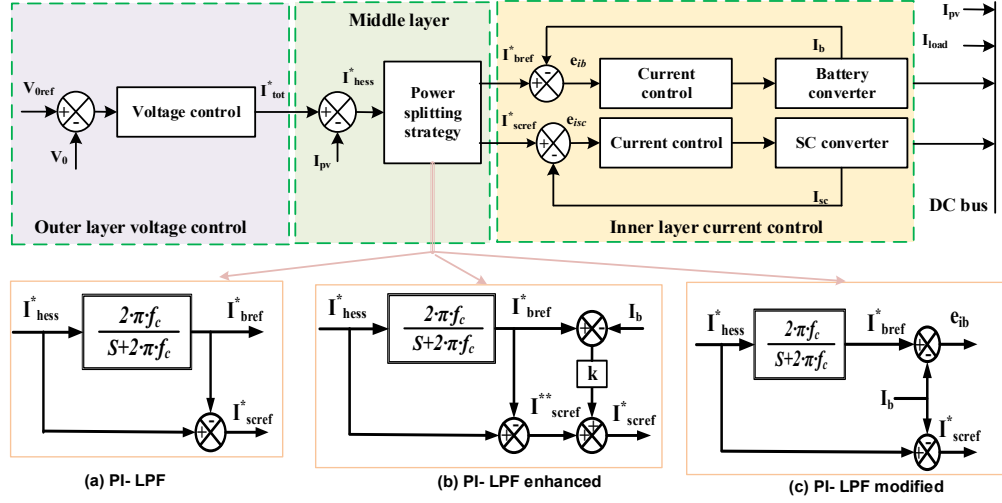 Middle layer
I*hess
Power
splitting
strategy
V0ref
+
-
V0
Voltage control
I*tot
+
-
Ipv
Outer layer voltage control
I*bref
+
-
eib
Current
control
Battery
converter
Ib
I*scref
+
-
eisc
Current control
SC converter
Isc
Inner layer current control
Ipv
Iload
DC bus
I*hess
2·π·fc
S+2·π·fc
I*bref
+
-
I*scref
(a) PI- LPF
I*hess
2·π·fc
S+2·π·fc
I*bref
+
-
Ib
k
+
-
I**scref
+
+
I*scref
(b) PI- LPF enhanced
I*hess
2·π·fc
S+2·π·fc
I*bref
+
-
eib
Ib
+
-
I*scref
(c) PI- LPF modified